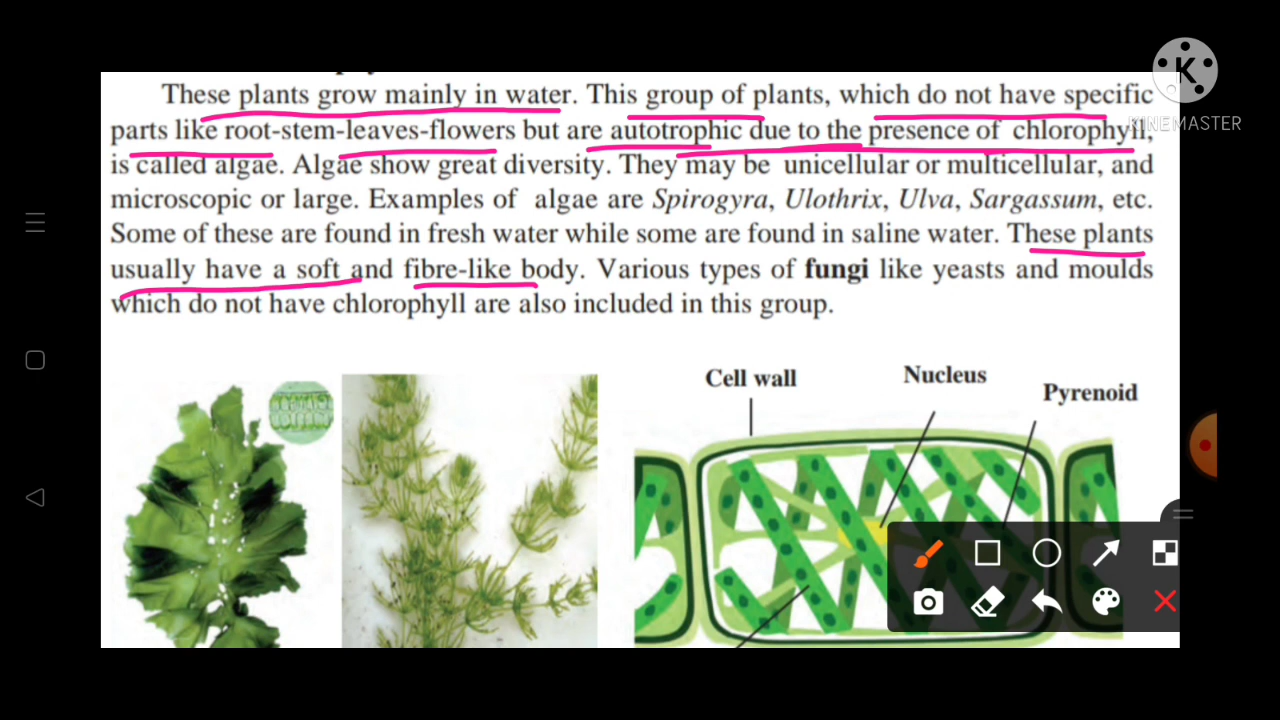 These plants grow mainly in water. This group of plants, which do not have specific
parts like root-stem-leaves-flowers but are autotrophic due to the presence of chlorophyll,
is called algae. Algae show great diversity. They may be unicellular or multicellular, and
microscopic or large. Examples of algae are Spirogyra, Ulothrix, Ulva, Sargassum, etc.
Some of these are found in fresh water while some are found in saline water. These plants
usually have a soft and fibre-like body. Various types of fungi like yeasts and moulds
which do not have chlorophyll are also included in this group.
Cell wall
Nucleus
Pyrenoid
K
KINEMASTER